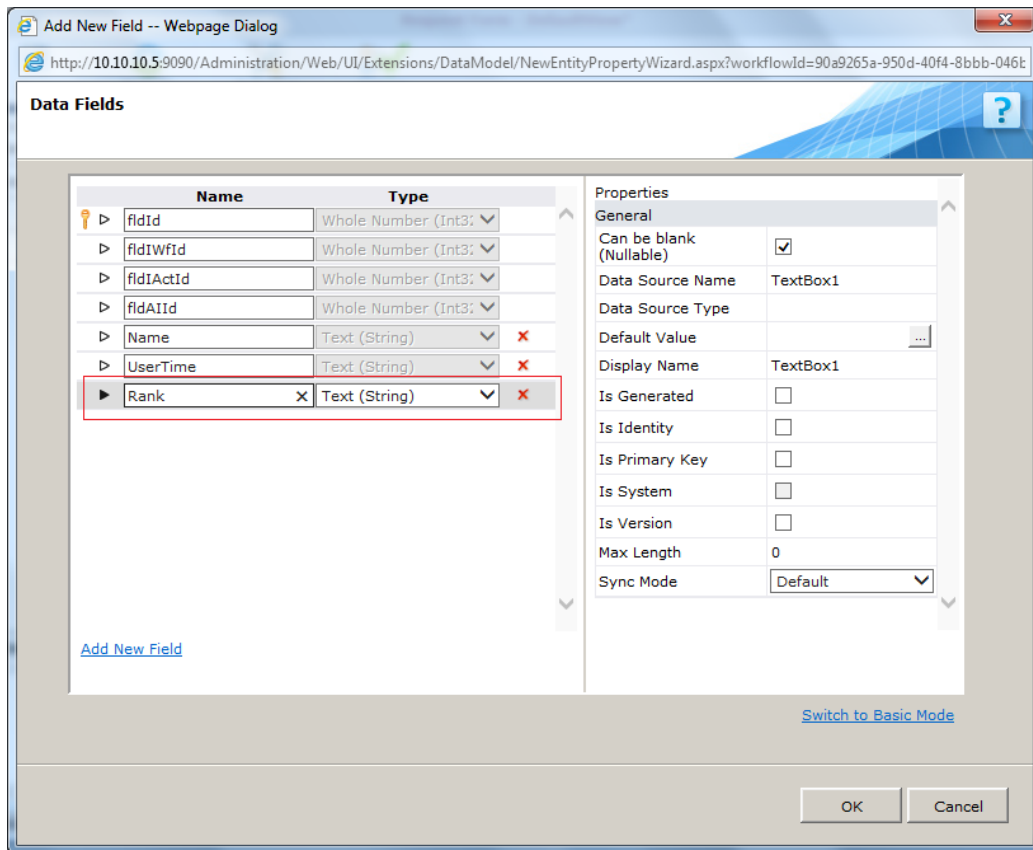 Add New Field -- Webpage Dialog
http://10.10.10.5:9090/Administration/Web/UI/Extensions/DataModel/NewEntityPropertyWizard.aspx?workflowId=90a9265a-950d-40f4-8bbb-046b
Data Fields
?
Name Type
fldId Whole Number (Int32
fldIWfId Whole Number (Int32
fldIActId Whole Number (Int32
fldAIId Whole Number (Int32
Name Text (String)
UserTime Text (String)
Rank Text (String)
Add New Field
Properties
General
Can be blank
(Nullable)
Data Source Name TextBox1
Data Source Type
Default Value ...
Display Name TextBox1
Is Generated
Is Identity
Is Primary Key
Is System
Is Version
Max Length 0
Sync Mode Default
Switch to Basic Mode
OK Cancel